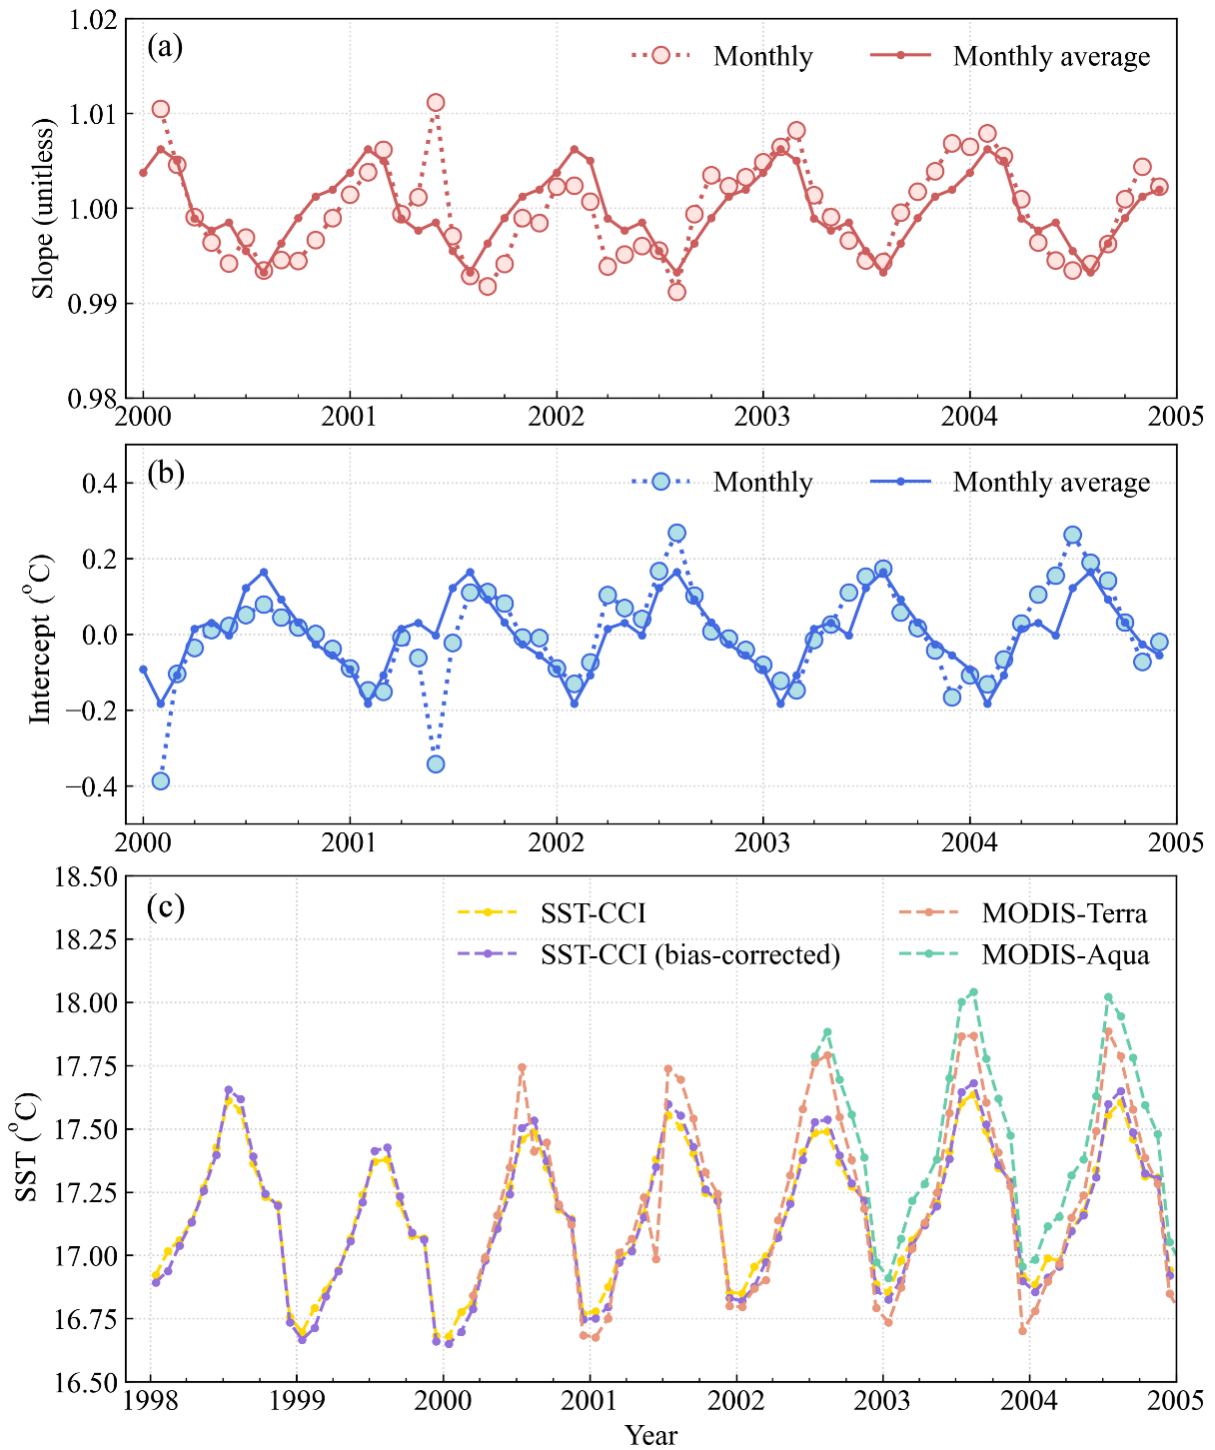 1.02
(a)
Monthly
Monthly average
1.01
1.00
0.99
0.98
Slope (unitless)
2000 2001 2002 2003 2004 2005
(b)
Monthly
Monthly average
0.4
0.2
0.0
−0.2
−0.4
Intercept (°C)
2000 2001 2002 2003 2004 2005
18.50
(c)
SST-CCI
MODIS-Terra
SST-CCI (bias-corrected)
MODIS-Aqua
18.25
18.00
17.75
17.50
17.25
17.00
16.75
16.50
SST (°C)
1998 1999 2000 2001 2002 2003 2004 2005
Year